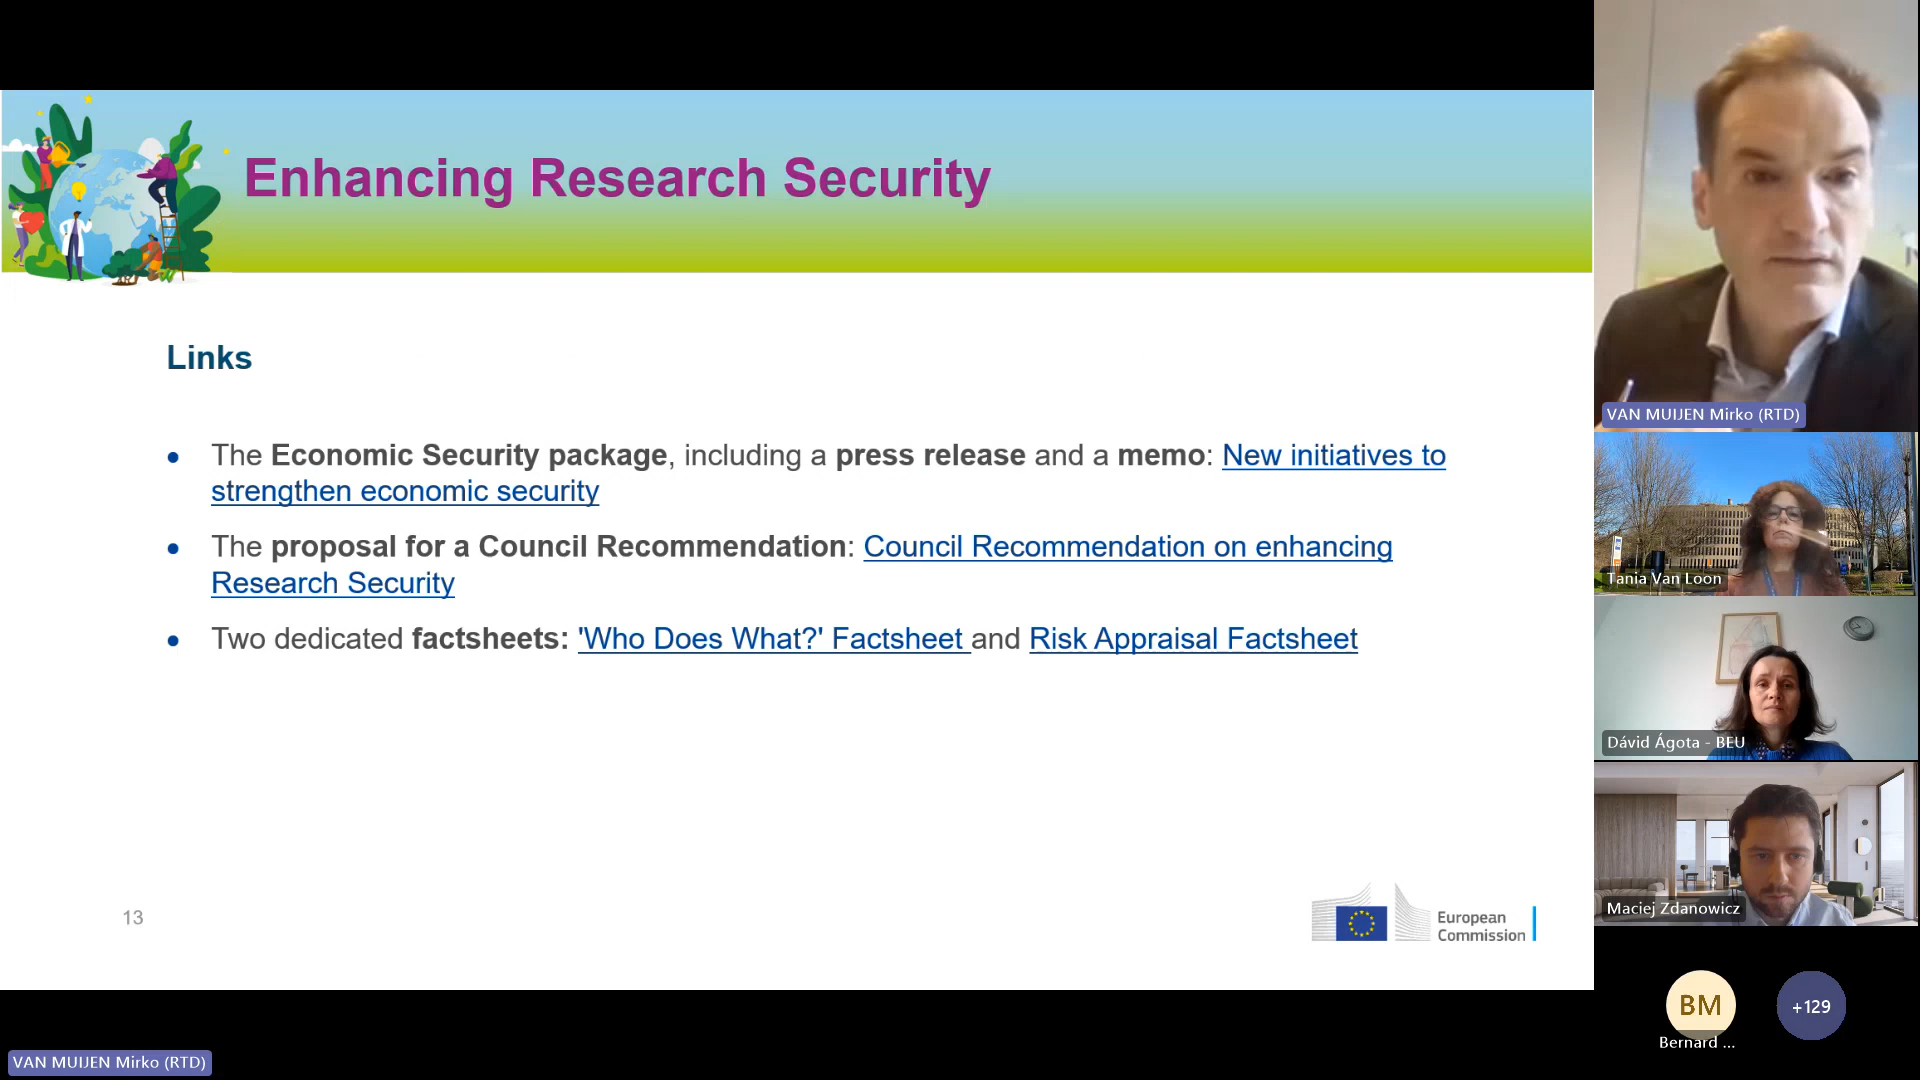 Enhancing Research Security
Links
• The Economic Security package, including a press release and a memo: New initiatives to
strengthen economic security
• The proposal for a Council Recommendation: Council Recommendation on enhancing
Research Security
• Two dedicated factsheets: 'Who Does What?' Factsheet and Risk Appraisal Factsheet
13
European
Commission
VAN MUIJEN Mirko (RTD)
Tania Van Loon
Dávid Ágota - BEU
Maciej Zdanowicz
BM
+129
Bernard ...
VAN MUIJEN Mirko (RTD)